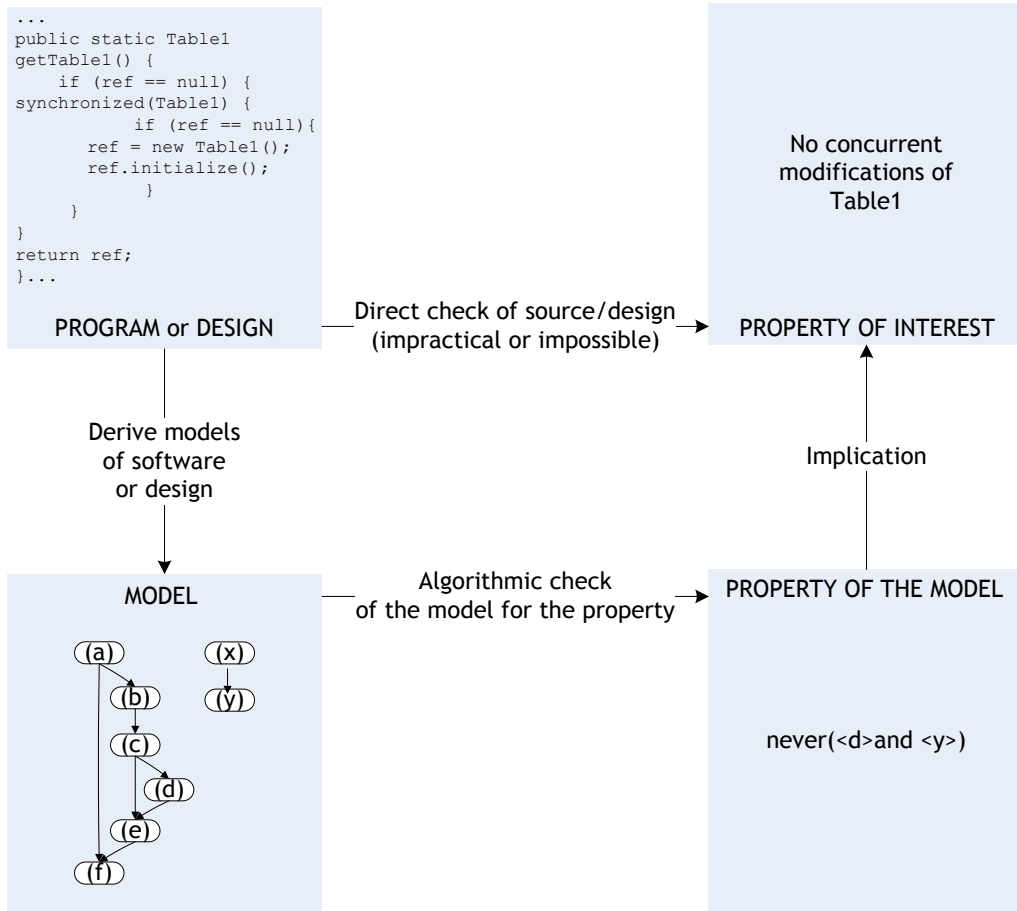 ...
public static Table1
getTable1() {
if (ref == null) {
synchronized(Table1) {
if (ref == null){
ref = new Table1();
ref.initialize();
}
}
}
return ref;
}...
PROGRAM or DESIGN
Direct check of source/design
(impractical or impossible)
No concurrent
modifications of
Table1
PROPERTY OF INTEREST
Derive models
of software
or design
Implication
MODEL
(a)
(x)
(b)
(y)
(c)
(d)
(e)
(f)
Algorithmic check
of the model for the property
PROPERTY OF THE MODEL
never(<d>and <y>)